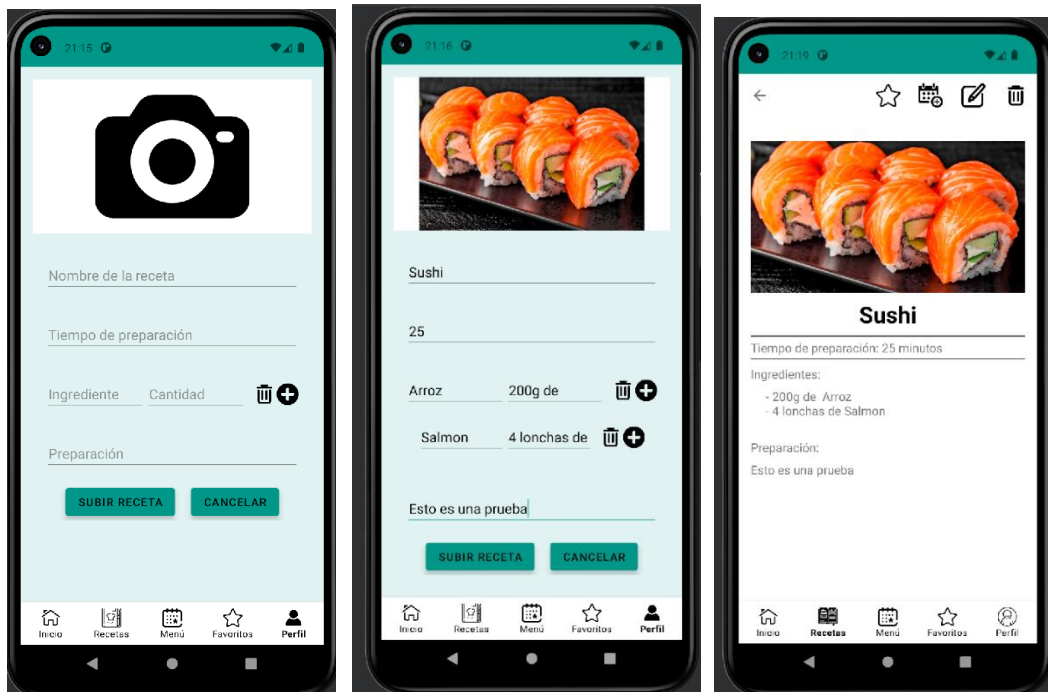 21:15
Nombre de la receta
Tiempo de preparación
Ingrediente Cantidad
Preparación
SUBIR RECETA CANCELAR
Inicio Recetas Menú Favoritos Perfil
21:16
Sushi
25
Arroz 200g de
Salmon 4 lonchas de
Esto es una prueba
SUBIR RECETA CANCELAR
Inicio Recetas Menú Favoritos Perfil
21:19
Sushi
Tiempo de preparación: 25 minutos
Ingredientes:
- 200g de Arroz
- 4 lonchas de Salmon
Preparación:
Esto es una prueba
Inicio Recetas Menú Favoritos Perfil